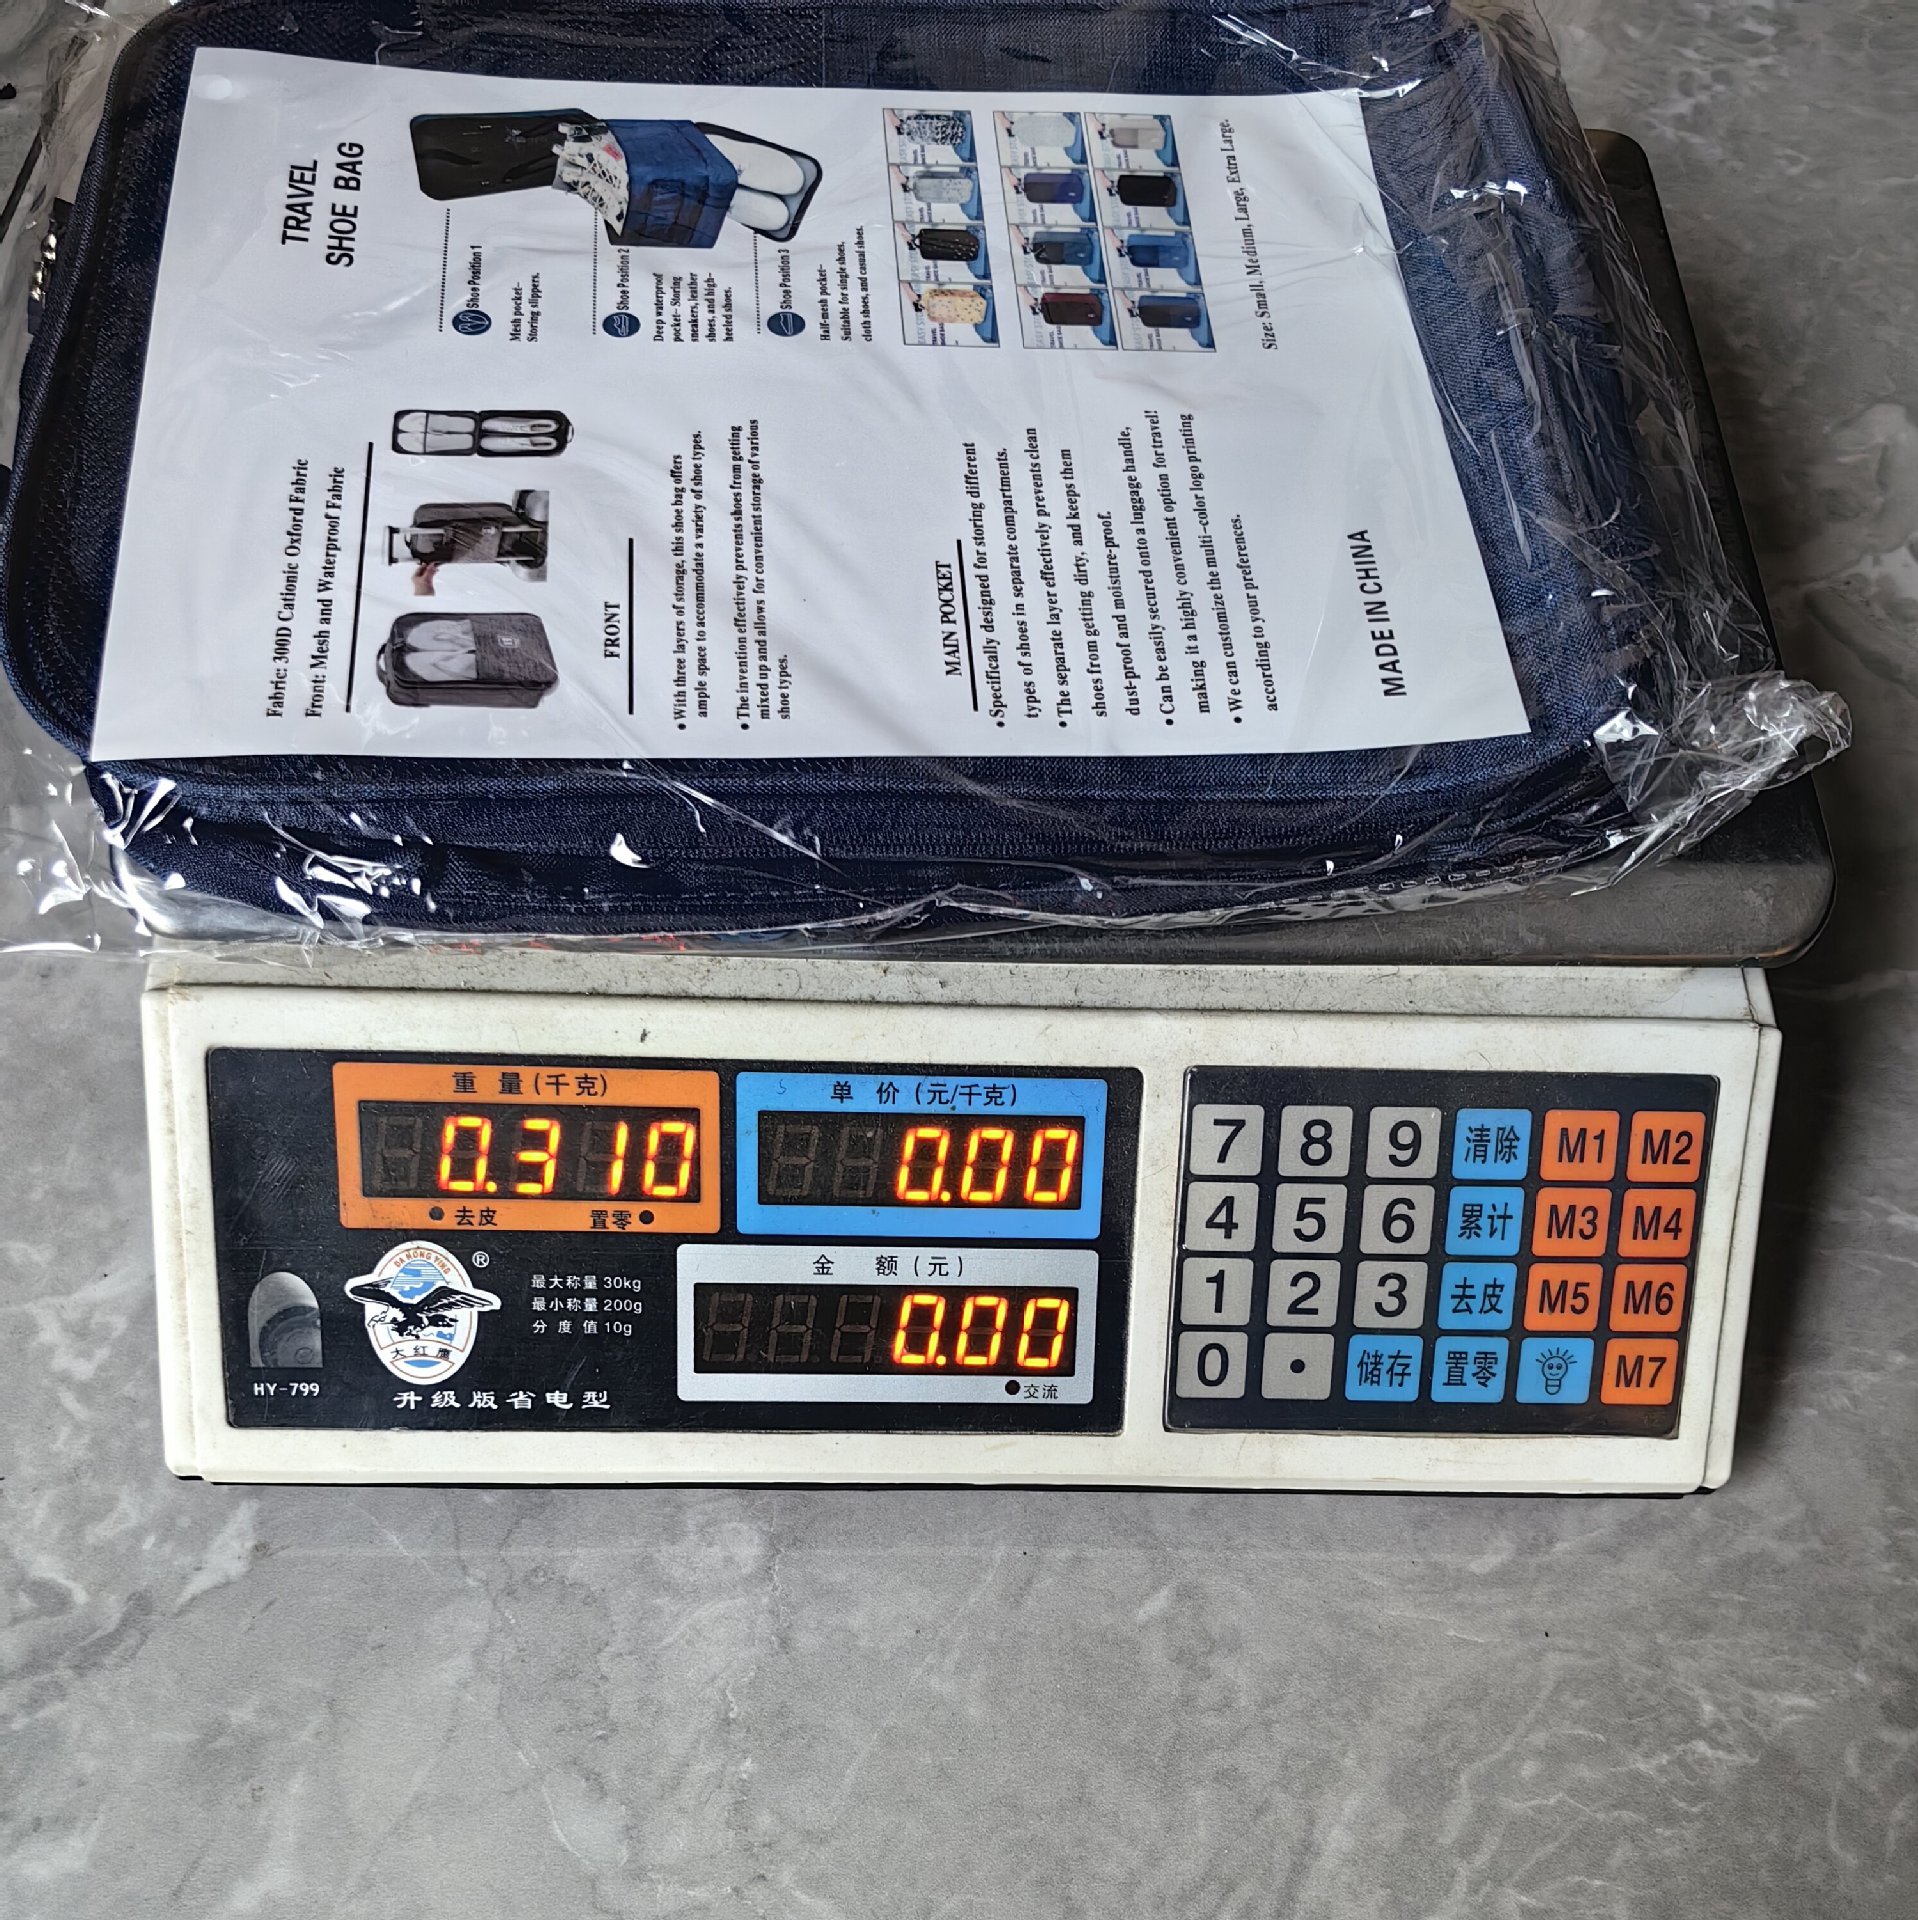 TRAVEL
SHOE BAG
Fabric: 300D Cationic Oxford Fabric
Front: Mesh and Waterproof Fabric
Shoe Position 1
Mesh pocket-
Storing slippers.
Shoe Position 2
Deep waterproof
pocket- Storing
sneakers, leather
shoes, and high-
heeled shoes.
Shoe Position 3
Half-mesh pocket-
Suitable for single shoes,
cloth shoes, and casual shoes.
FRONT
• With three layers of storage, this shoe bag offers
ample space to accommodate a variety of shoe types.
• The invention effectively prevents shoes from getting
mixed up and allows for convenient storage of various
shoe types.
MAIN POCKET
• Specifically designed for storing different
types of shoes in separate compartments.
• The separate layer effectively prevents clean
shoes from getting dirty, and keeps them
dust-proof and moisture-proof.
• Can be easily secured onto a luggage handle,
making it a highly convenient option for travel!
• We can customize the multi-color logo printing
according to your preferences.
Size: Small, Medium, Large, Extra Large.
MADE IN CHINA
重 量 (千克)
0.310
去皮 置零
单 价 (元/千克)
0.00
金 额 (元)
0.00
交流
DA HONG YING
®
大红鹰
最大称量 30kg
最小称量 200g
分 度 值 10g
HY-799
升级版省电型
7 8 9 清除 M1 M2
4 5 6 累计 M3 M4
1 2 3 去皮 M5 M6
0 • 储存 置零 M7